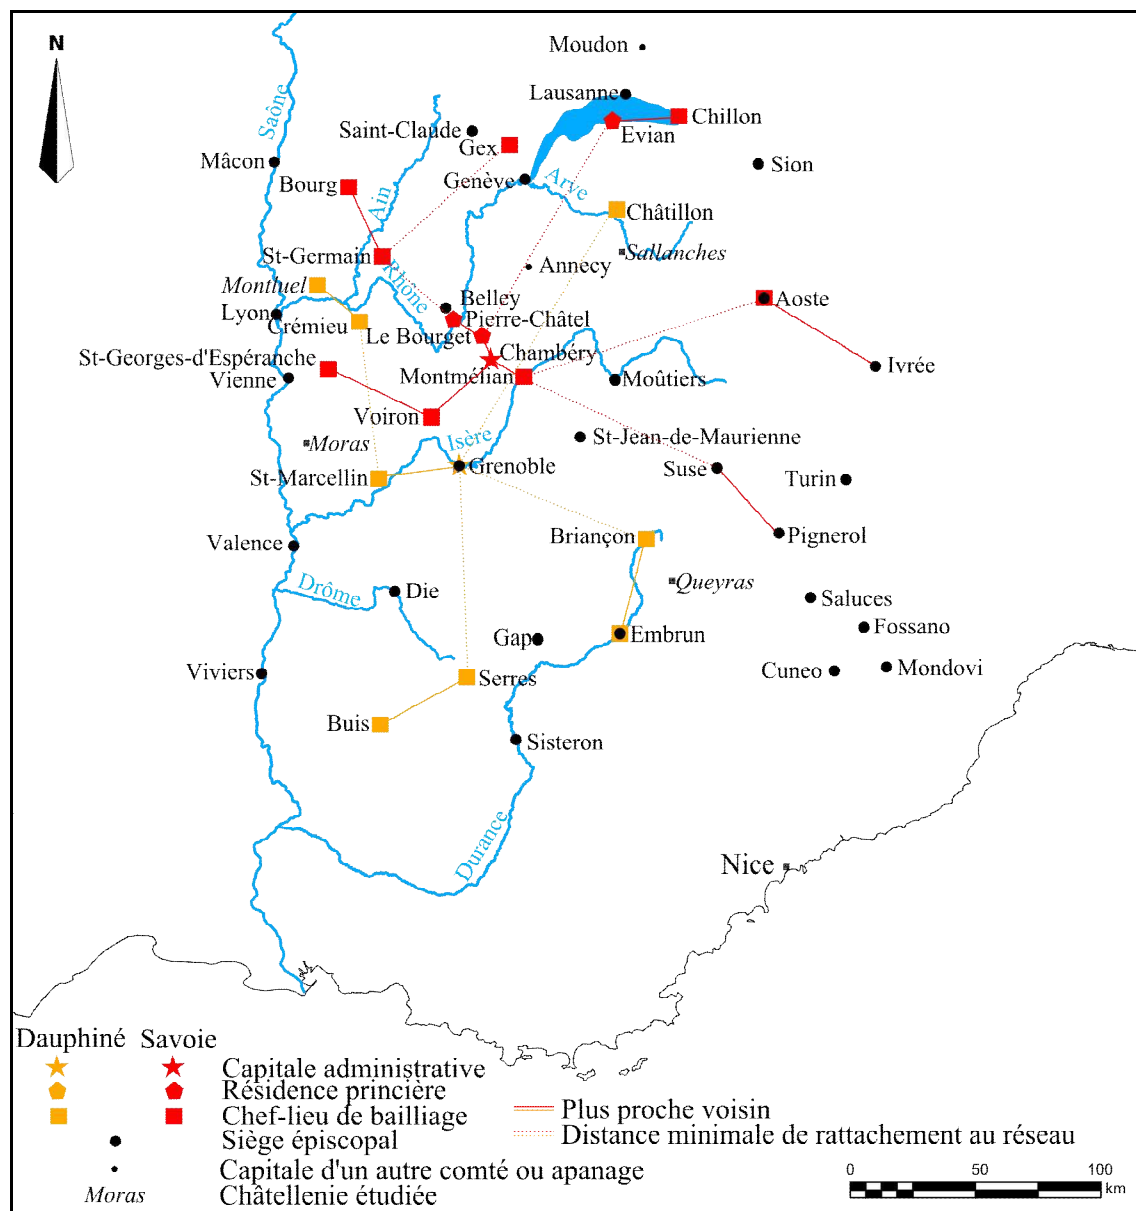 N
Moudon
Lausanne
Chillon
Evian
Saône
Saint-Claude
Gex
Mâcon
Sion
Genève
Arve
Bourg
Ain
Châtillon
Sallanches
St-Germain
Rhône
Annecy
Montluel
Belley
Aoste
Lyon
Crémieu
Pierre-Châtel
Le Bourget
Chambéry
St-Georges-d'Espéranche
Ivrée
Vienne
Montmélian
Moûtiers
Voiron
Isère
St-Jean-de-Maurienne
Moras
Grenoble
Suse
St-Marcellin
Turin
Briançon
Pignerol
Valence
Queyras
Drôme
Die
Saluces
Gap
Embrun
Fossano
Viviers
Serres
Cuneo
Mondovi
Buis
Sisteron
Durance
Nice
Dauphiné Savoie
Capitale administrative
Résidence princière
Chef-lieu de bailliage
Siège épiscopal
Capitale d'un autre comté ou apanage
Moras Châtellenie étudiée
Plus proche voisin
Distance minimale de rattachement au réseau
0 50 100
km